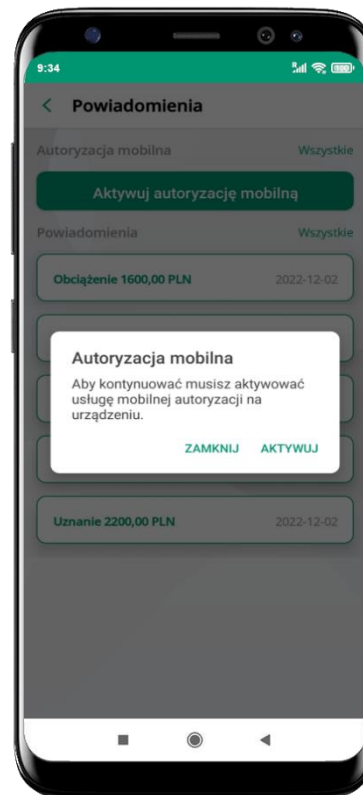 9:34
Powiadomienia
Autoryzacja mobilna Wszystkie
Aktywuj autoryzację mobilną
Powiadomienia Wszystkie
Obciążenie 1600,00 PLN 2022-12-02
Autoryzacja mobilna
Aby kontynuować musisz aktywować
usługę mobilnej autoryzacji na
urządzeniu.
ZAMKNIJ AKTYWUJ
Uznanie 2200,00 PLN 2022-12-02